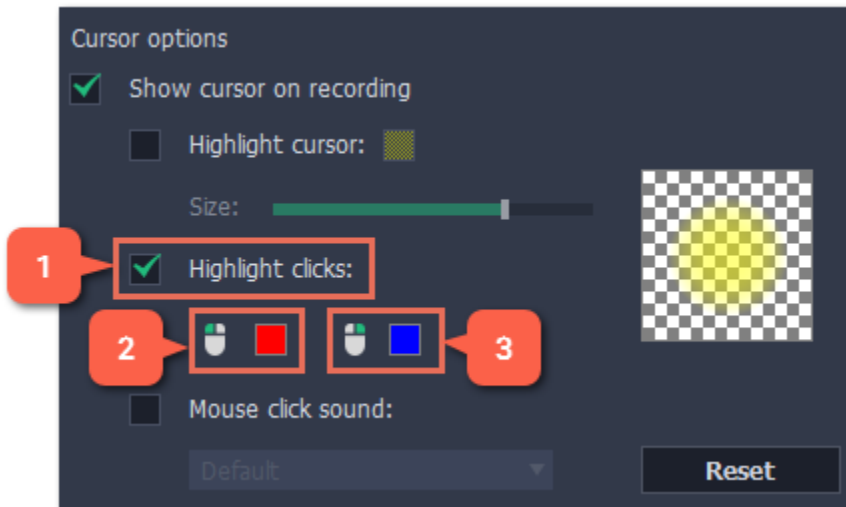 Cursor options
Show cursor on recording
Highlight cursor:
Size:
1
Highlight clicks:
2
3
Mouse click sound:
Default
Reset